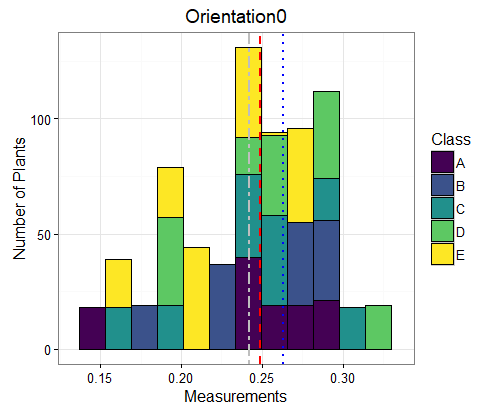 Orientation0
Number of Plants
100
50
0
0.15 0.20 0.25 0.30
Measurements
Class
A
B
C
D
E